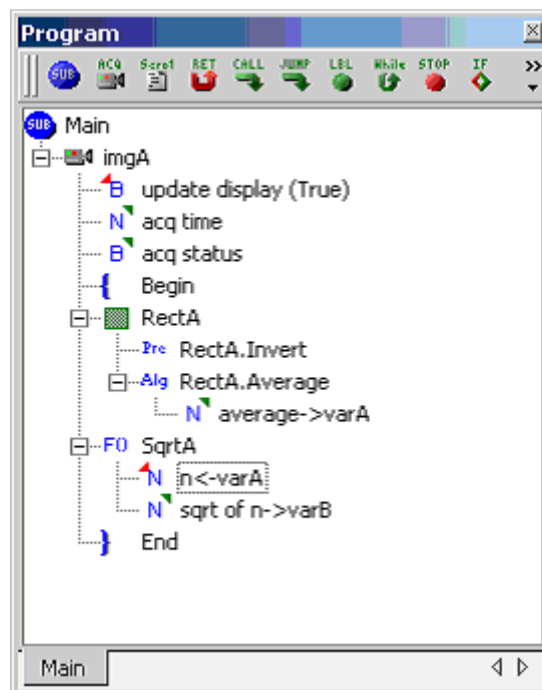 Program
SUB ACQ Script RET CALL JUMP LBL While STOP IF
SUB Main
imgA
B update display (True)
N acq time
B acq status
{ Begin
RectA
Pre RectA.Invert
Alg RectA.Average
N average->varA
F() SqrtA
N n<-varA
N sqrt of n->varB
} End
Main